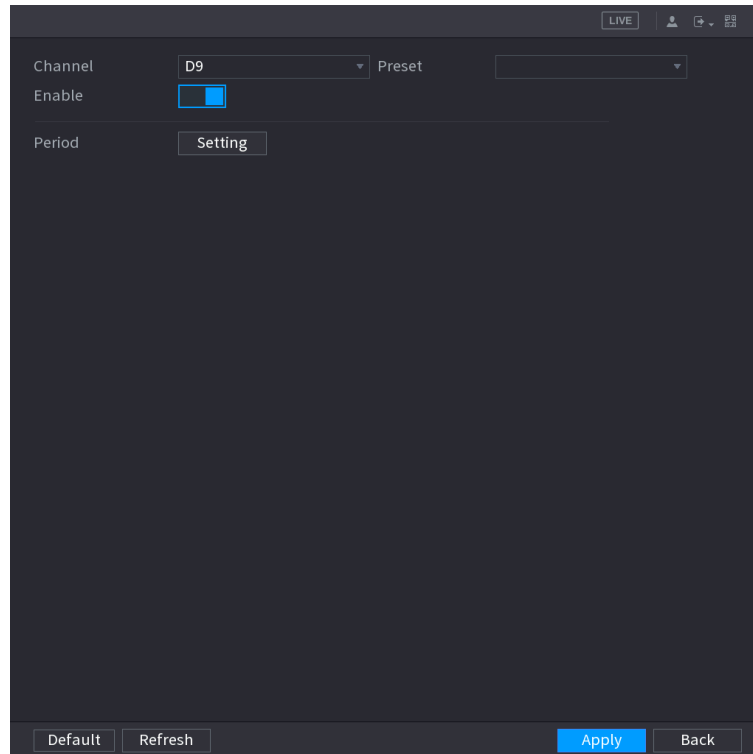 LIVE
Channel D9 Preset
Enable
Period Setting
Default Refresh Apply Back